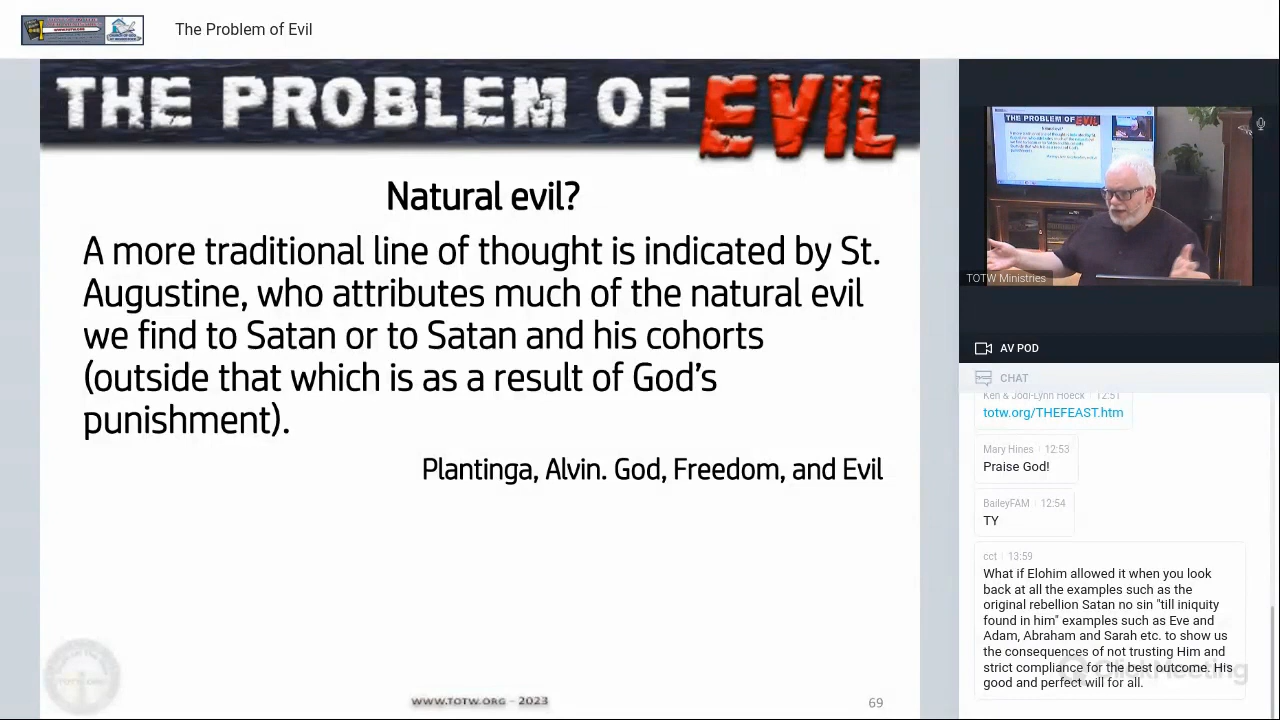 The Problem of Evil
THE PROBLEM OF EVIL
Natural evil?
A more traditional line of thought is indicated by St.
Augustine, who attributes much of the natural evil
we find to Satan or to Satan and his cohorts
(outside that which is as a result of God's
punishment).
Plantinga, Alvin. God, Freedom, and Evil
WWW.TOTW.ORG - 2023
69
THE PROBLEM OF EVIL
Natural evil?
TOTW Ministries
AV POD
CHAT
Ken & Jodi-Lynn Hoeck 12:51
totw.org/THEFEAST.htm
Mary Hines 12:53
Praise God!
BaileyFAM 12:54
TY
cct 13:59
What if Elohim allowed it when you look
back at all the examples such as the
original rebellion Satan no sin "till iniquity
found in him" examples such as Eve and
Adam, Abraham and Sarah etc. to show us
the consequences of not trusting Him and
strict compliance for the best outcome. His
good and perfect will for all.
ClickMeeting